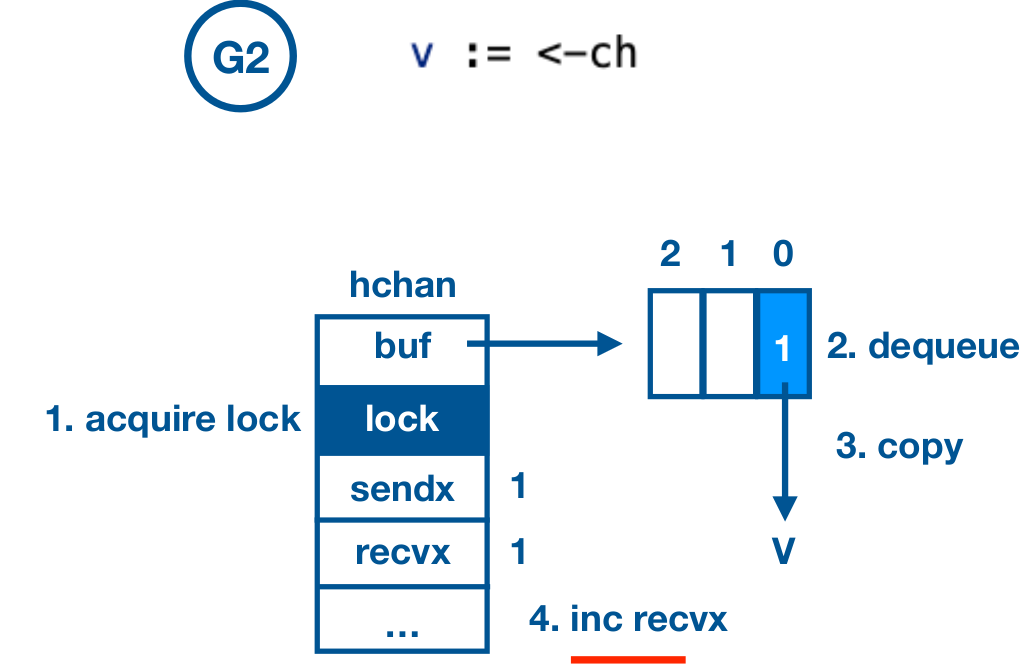 G2
v := <-ch
2 1 0
hchan
buf
1
2. dequeue
1. acquire lock
lock
3. copy
sendx
1
recvx
1
V
...
4. inc recvx